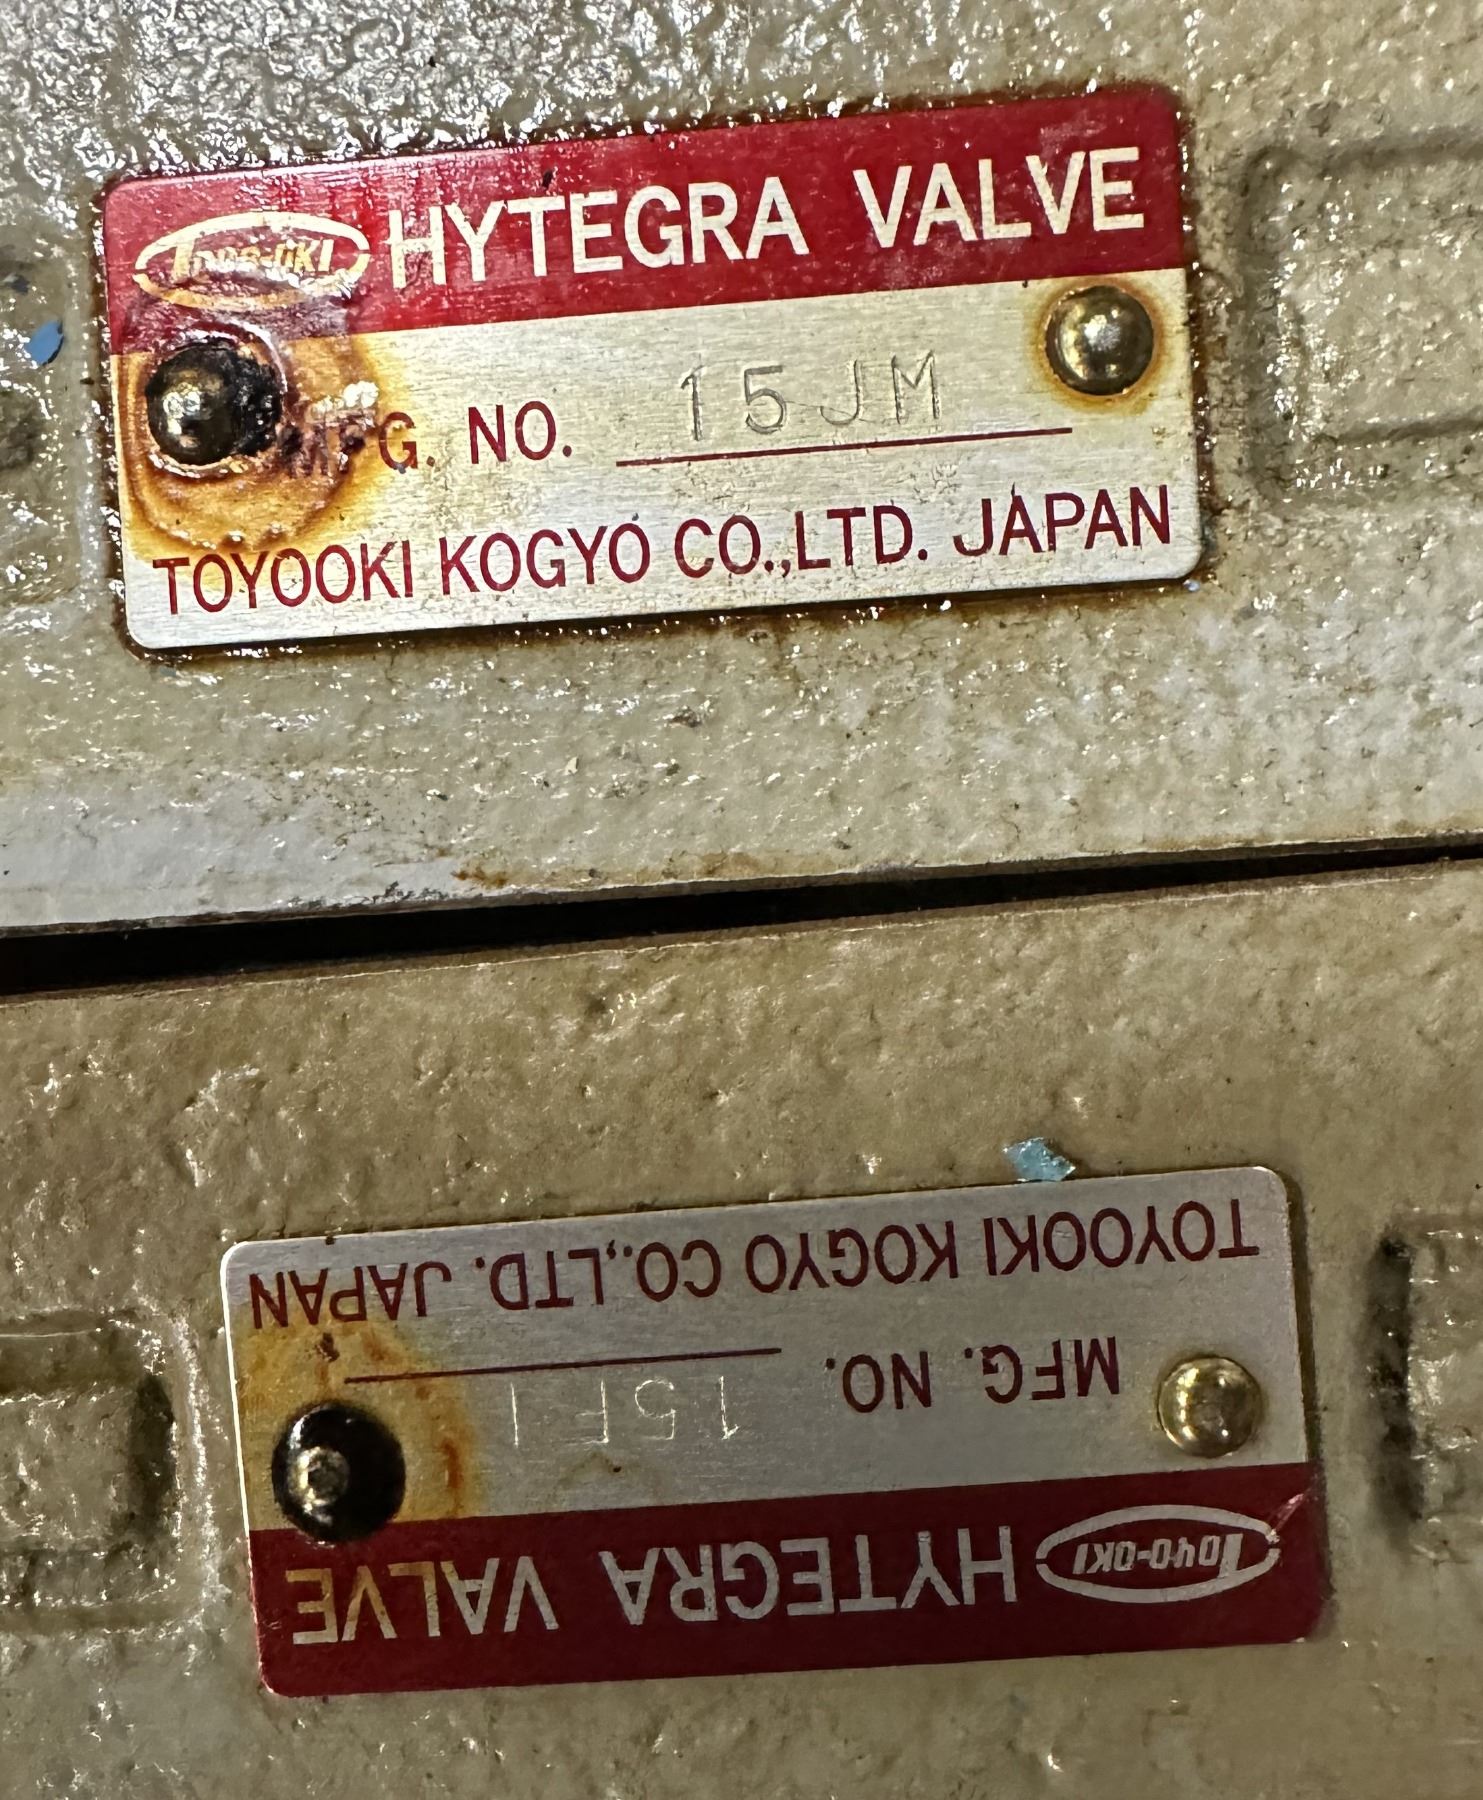 TOYO-OKI HYTEGRA VALVE
MFG. NO. 15JM
TOYOOKI KOGYO CO.,LTD. JAPAN
TOYO-OKI HYTEGRA VALVE
MFG. NO. 15FI
TOYOOKI KOGYO CO.,LTD. JAPAN